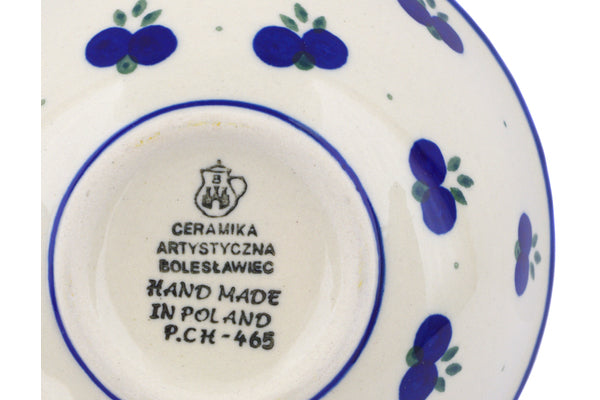 B
CERAMIKA
ARTYSTYCZNA
BOLESŁAWIEC
HAND MADE
IN POLAND
P.CH-465